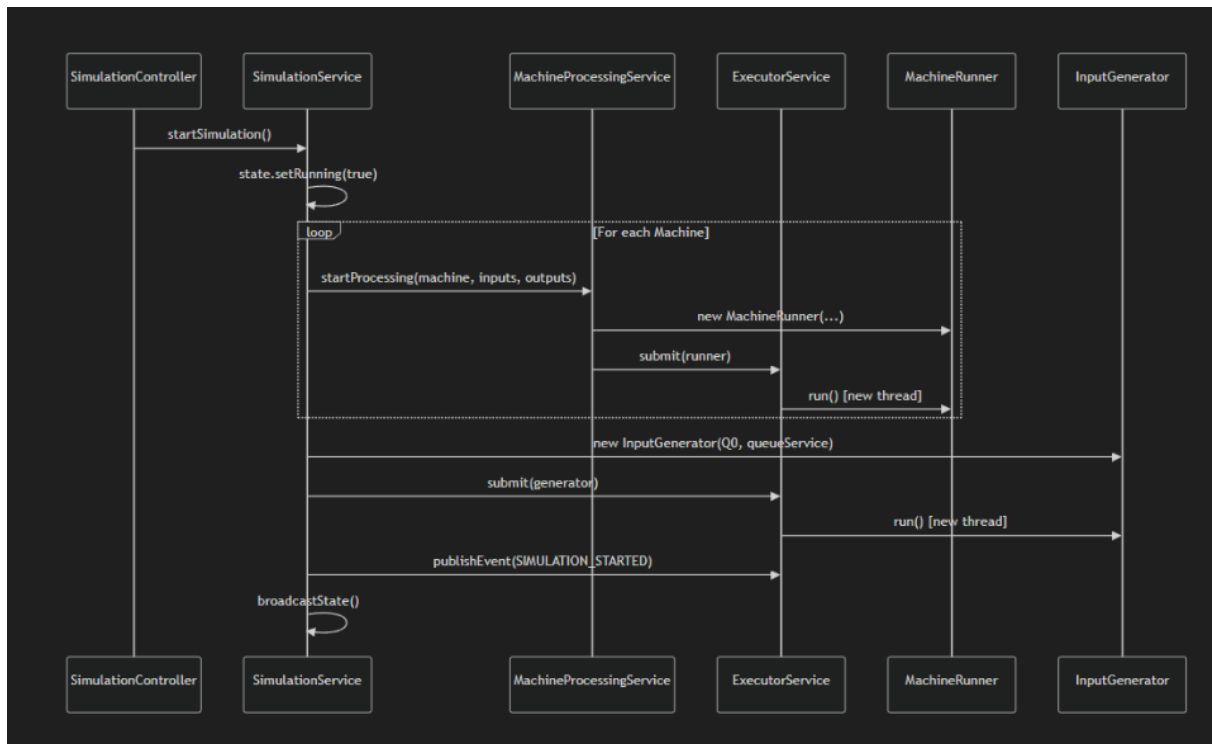 SimulationController
SimulationService
MachineProcessingService
ExecutorService
MachineRunner
InputGenerator
startSimulation()
state.setRunning(true)
loop
[For each Machine]
startProcessing(machine, inputs, outputs)
new MachineRunner(...)
submit(runner)
run() [new thread]
new InputGenerator(Q0, queueService)
submit(generator)
run() [new thread]
publishEvent(SIMULATION_STARTED)
broadcastState()
SimulationController
SimulationService
MachineProcessingService
ExecutorService
MachineRunner
InputGenerator